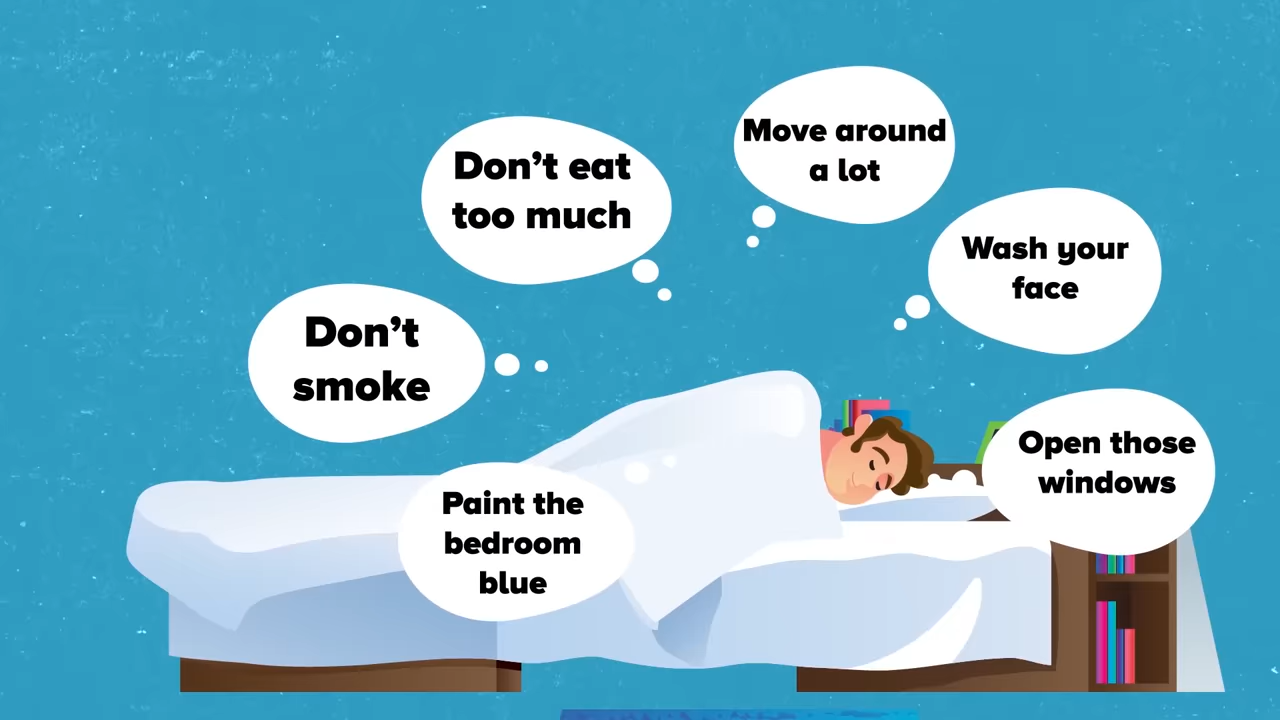 Move around
a lot
Don't eat
too much
Wash your
face
Don't
smoke
Open those
windows
Paint the
bedroom
blue